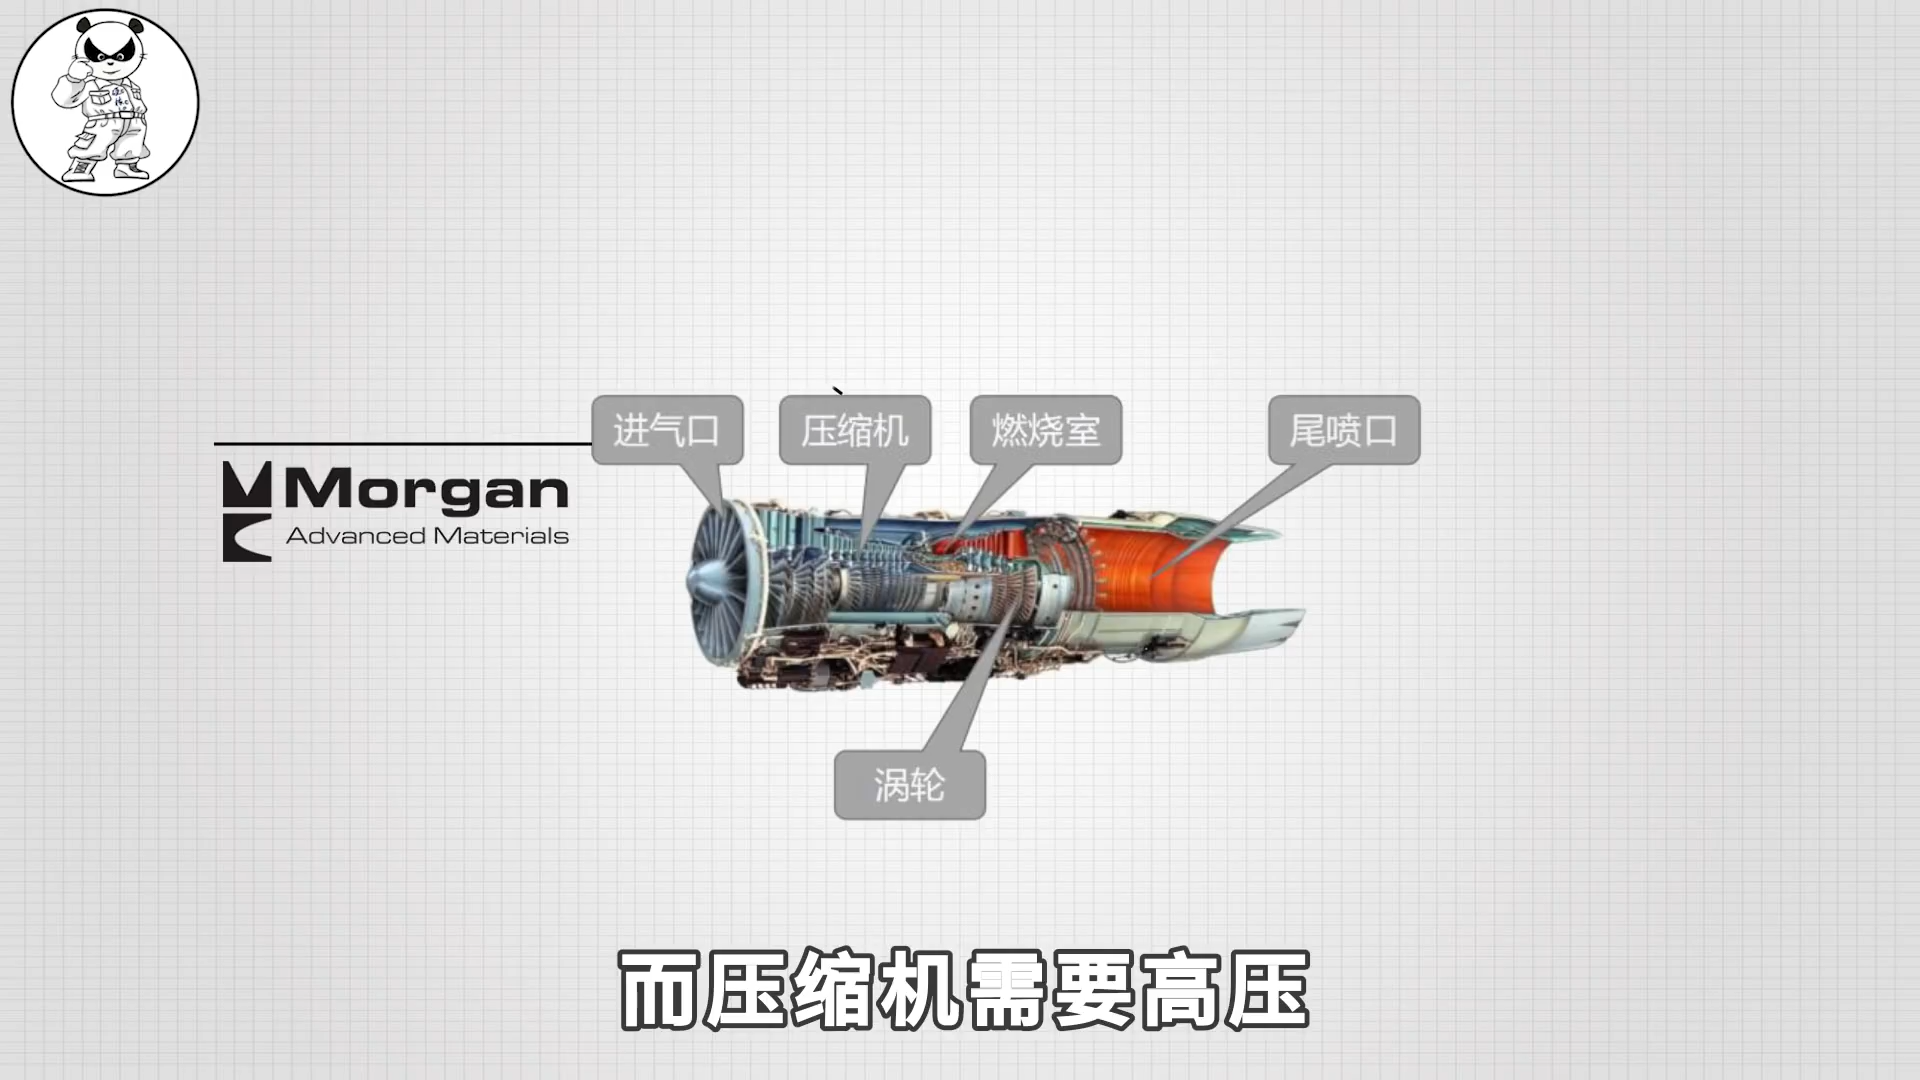 进气口
压缩机
燃烧室
尾喷口
Morgan
Advanced Materials
涡轮
而压缩机需要高压